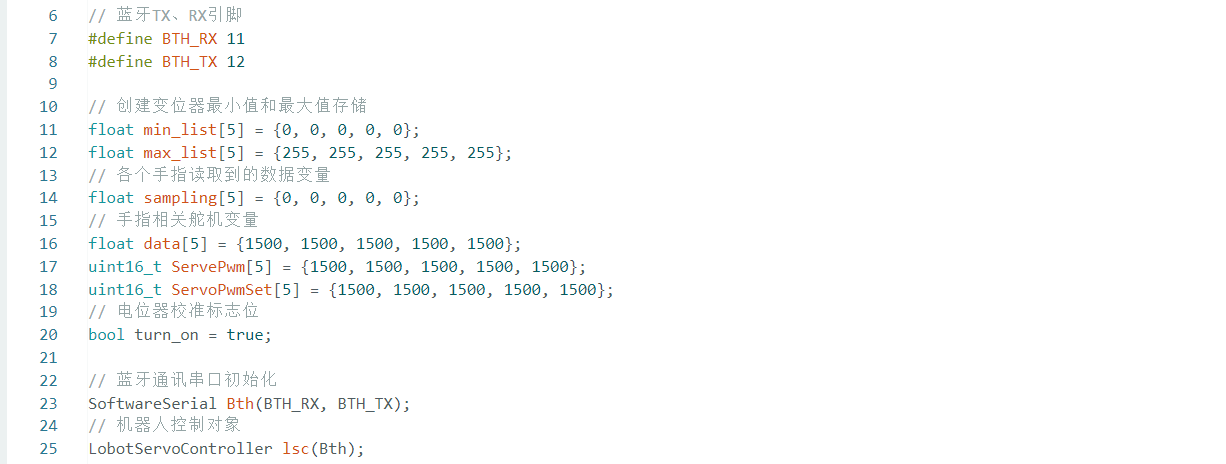 6 // 蓝牙TX、RX引脚
7 #define BTH_RX 11
8 #define BTH_TX 12
9
10 // 创建变位器最小值和最大值存储
11 float min_list[5] = {0, 0, 0, 0, 0};
12 float max_list[5] = {255, 255, 255, 255, 255};
13 // 各个手指读取到的数据变量
14 float sampling[5] = {0, 0, 0, 0, 0};
15 // 手指相关舵机变量
16 float data[5] = {1500, 1500, 1500, 1500, 1500};
17 uint16_t ServePwm[5] = {1500, 1500, 1500, 1500, 1500};
18 uint16_t ServoPwmSet[5] = {1500, 1500, 1500, 1500, 1500};
19 // 电位器校准标志位
20 bool turn_on = true;
21
22 // 蓝牙通讯串口初始化
23 SoftwareSerial Bth(BTH_RX, BTH_TX);
24 // 机器人控制对象
25 LobotServoController lsc(Bth);